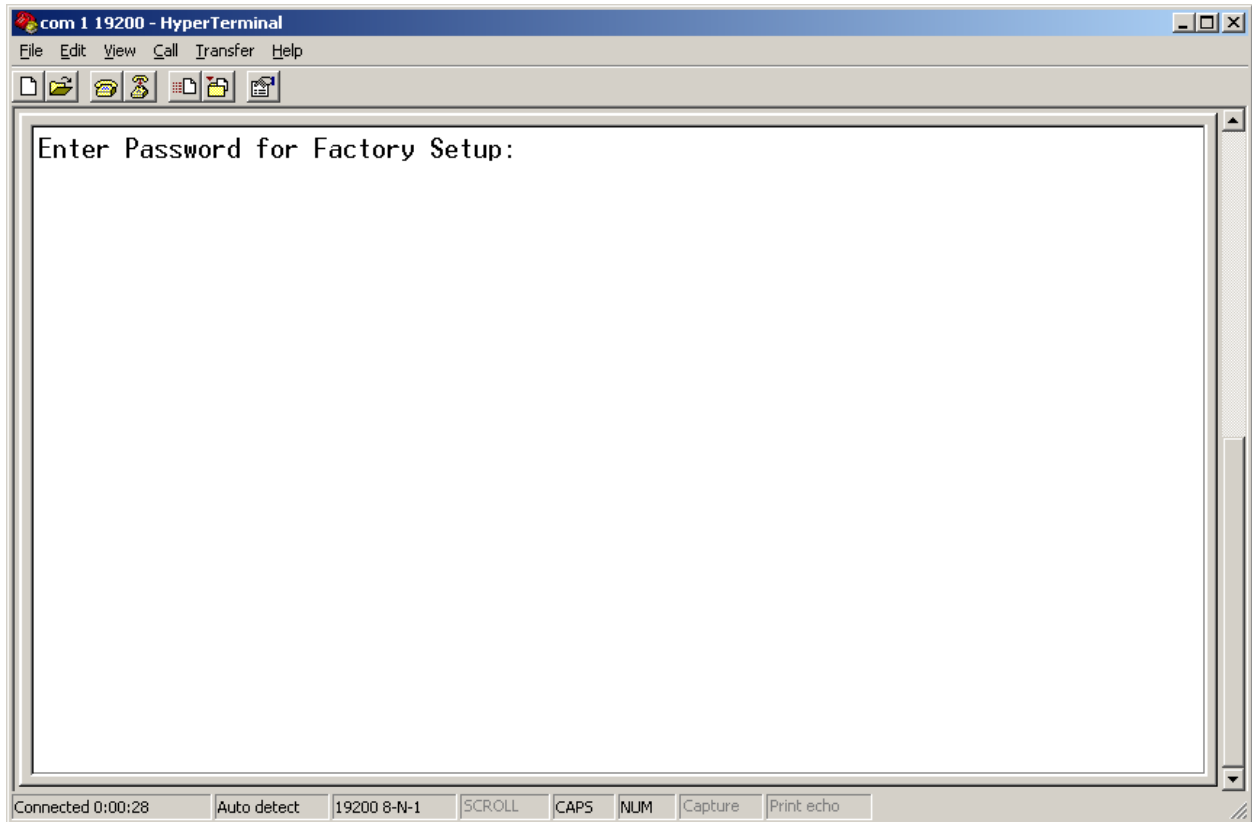 com 1 19200 - HyperTerminal
File Edit View Call Transfer Help
Enter Password for Factory Setup:
Connected 0:00:28 Auto detect 19200 8-N-1 SCROLL CAPS NUM Capture Print echo